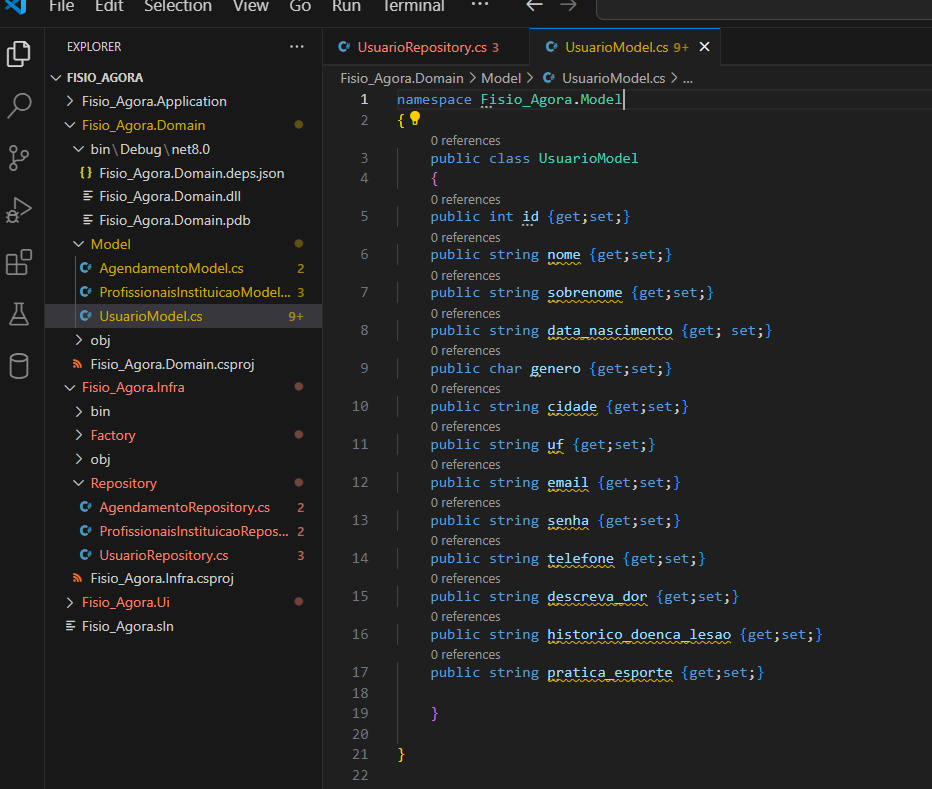 File Edit Selection View Go Run Terminal ...
EXPLORER ...
FISIO_AGORA
Fisio_Agora.Application
Fisio_Agora.Domain
bin\Debug\net8.0
{} Fisio_Agora.Domain.deps.json
Fisio_Agora.Domain.dll
Fisio_Agora.Domain.pdb
Model
AgendamentoModel.cs 2
ProfissionaisInstituicaoModel... 3
UsuarioModel.cs 9+
obj
Fisio_Agora.Domain.csproj
Fisio_Agora.Infra
bin
Factory
obj
Repository
AgendamentoRepository.cs 2
ProfissionaisInstituicaoRepos... 2
UsuarioRepository.cs 3
Fisio_Agora.Infra.csproj
Fisio_Agora.Ui
Fisio_Agora.sln
UsuarioRepository.cs 3 UsuarioModel.cs 9+
Fisio_Agora.Domain > Model > UsuarioModel.cs > ...
1 namespace Fisio_Agora.Model
2 {
0 references
3 public class UsuarioModel
4 {
0 references
5 public int id {get;set;}
0 references
6 public string nome {get;set;}
0 references
7 public string sobrenome {get;set;}
0 references
8 public string data_nascimento {get; set;}
0 references
9 public char genero {get;set;}
0 references
10 public string cidade {get;set;}
0 references
11 public string uf {get;set;}
0 references
12 public string email {get;set;}
0 references
13 public string senha {get;set;}
0 references
14 public string telefone {get;set;}
0 references
15 public string descreva_dor {get;set;}
0 references
16 public string historico_doenca_lesao {get;set;}
0 references
17 public string pratica_esporte {get;set;}
18
19 }
20
21 }
22